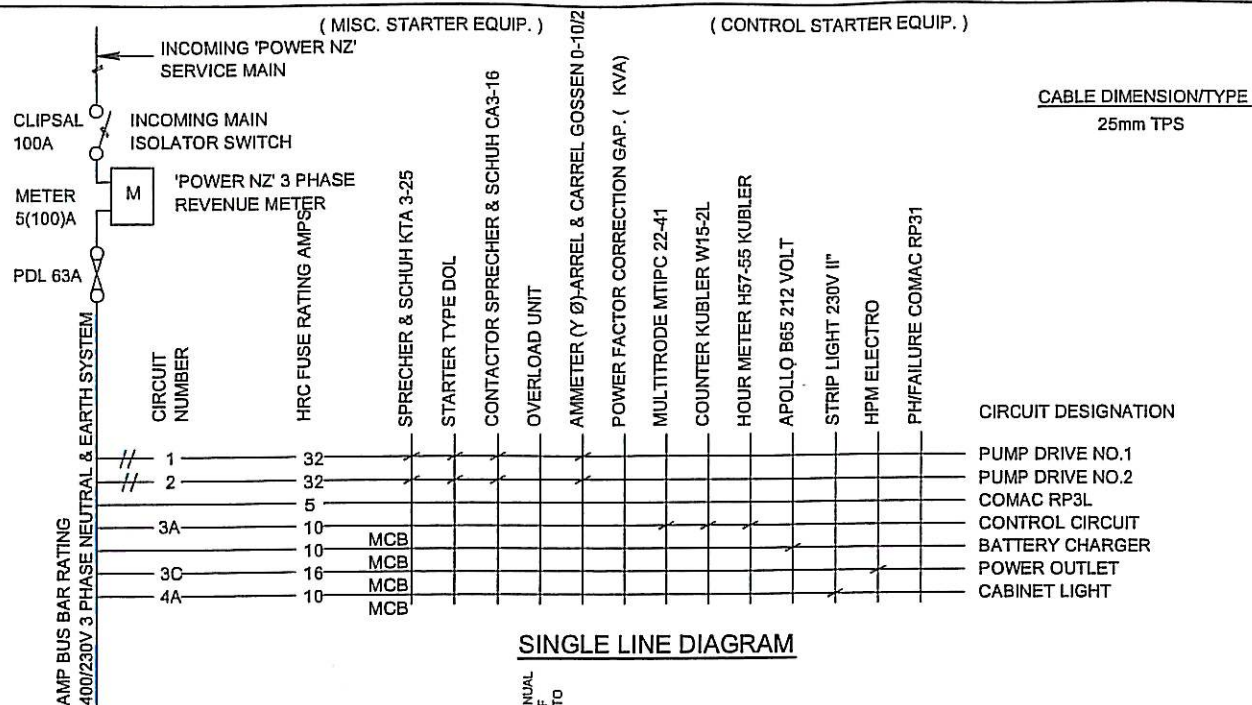 ( MISC. STARTER EQUIP. )
( CONTROL STARTER EQUIP. )
INCOMING 'POWER NZ'
SERVICE MAIN
CABLE DIMENSION/TYPE
25mm TPS
CLIPSAL
100A
INCOMING MAIN
ISOLATOR SWITCH
METER
5(100)A
M
'POWER NZ' 3 PHASE
REVENUE METER
PDL 63A
AMP BUS BAR RATING
400/230V 3 PHASE NEUTRAL & EARTH SYSTEM
CIRCUIT
NUMBER
HRC FUSE RATING AMPS
SPRECHER & SCHUH KTA 3-25
STARTER TYPE DOL
CONTACTOR SPRECHER & SCHUH CA3-16
OVERLOAD UNIT
AMMETER (Y Ø)-ARREL & CARREL GOSSEN 0-10/2
POWER FACTOR CORRECTION GAP. ( KVA)
MULTITRODE MTIPC 22-41
COUNTER KUBLER W15-2L
HOUR METER H57-55 KUBLER
APOLLO B65 212 VOLT
STRIP LIGHT 230V II"
HPM ELECTRO
PH/FAILURE COMAC RP31
CIRCUIT DESIGNATION
1 32 PUMP DRIVE NO.1
2 32 PUMP DRIVE NO.2
5 COMAC RP3L
3A 10 CONTROL CIRCUIT
10 MCB BATTERY CHARGER
3C 16 MCB POWER OUTLET
4A 10 MCB CABINET LIGHT
MCB
SINGLE LINE DIAGRAM
NUAL
TO